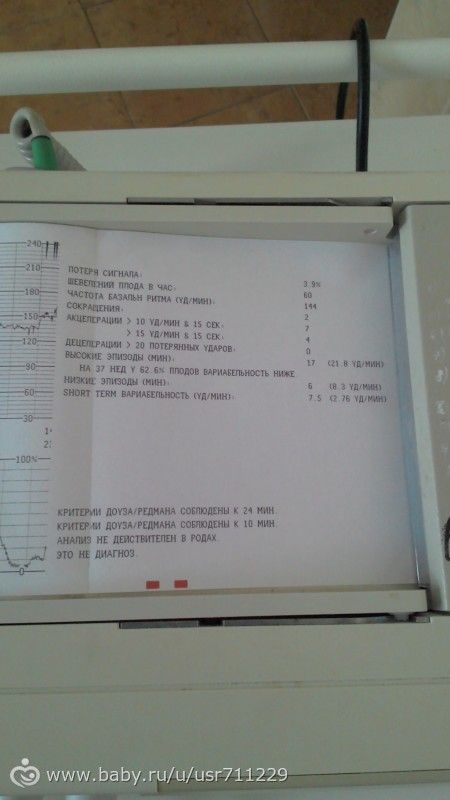 240
210
180
150
120
90
60
30
100%
0
ПОТЕРЯ СИГНАЛА: 3.9%
ШЕВЕЛЕНИЙ ПЛОДА В ЧАС: 60
ЧАСТОТА БАЗАЛЬН РИТМА (УД/МИН): 144
СОКРАЩЕНИЯ: 2
АКЦЕЛЕРАЦИИ > 10 УД/МИН & 15 СЕК: 7
> 15 УД/МИН & 15 СЕК: 4
ДЕЦЕЛЕРАЦИИ > 20 ПОТЕРЯННЫХ УДАРОВ: 0
ВЫСОКИЕ ЭПИЗОДЫ (МИН): 17 (21.8 УД/МИН)
НА 37 НЕД У 62.6% ПЛОДОВ ВАРИАБЕЛЬНОСТЬ НИЖЕ.
НИЗКИЕ ЭПИЗОДЫ (МИН): 6 (8.3 УД/МИН)
SHORT TERM ВАРИАБЕЛЬНОСТЬ (УД/МИН): 7.5 (2.76 УД/МИН)
КРИТЕРИИ ДОУЗА/РЕДМАНА СОБЛЮДЕНЫ К 24 МИН.
КРИТЕРИИ ДОУЗА/РЕДМАНА СОБЛЮДЕНЫ К 10 МИН.
АНАЛИЗ НЕ ДЕЙСТВИТЕЛЕН В РОДАХ.
ЭТО НЕ ДИАГНОЗ.
www.baby.ru/u/usr711229